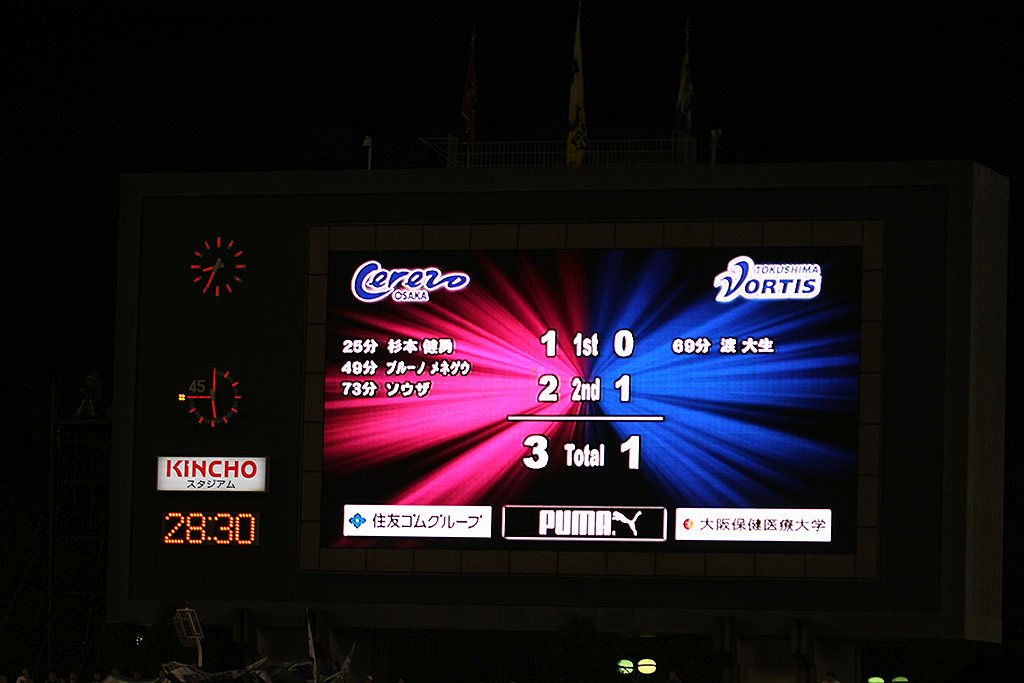 Cerezo
OSAKA
TOKUSHIMA
VORTIS
25分 杉本 健勇
49分 ブルーノ メネゲウ
73分 ソウザ
1 1st 0
2 2nd 1
3 Total 1
69分 渡 大生
45
KINCHO
スタジアム
28:30
住友ゴムグループ
PUMA
大阪保健医療大学